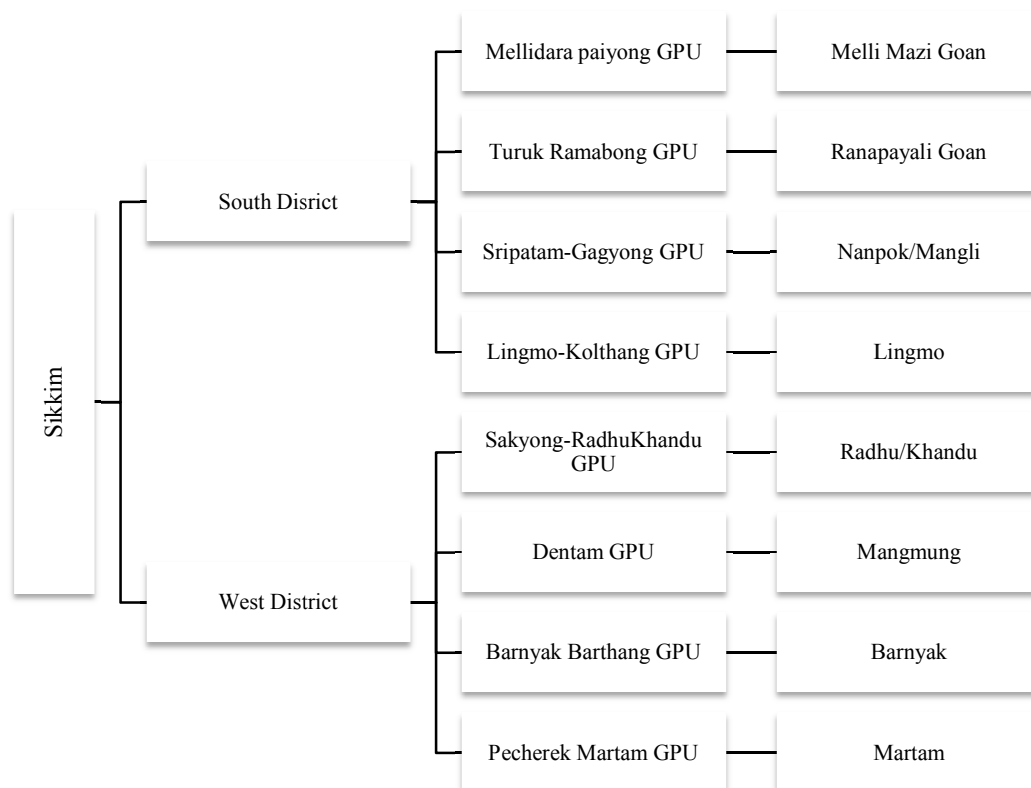 Sikkim
South Disrict
Mellidara paiyong GPU
Melli Mazi Goan
Turuk Ramabong GPU
Ranapayali Goan
Sripatam-Gagyong GPU
Nanpok/Mangli
Lingmo-Kolthang GPU
Lingmo
West District
Sakyong-RadhuKhandu
GPU
Radhu/Khandu
Dentam GPU
Mangmung
Barnyak Barthang GPU
Barnyak
Pecherek Martam GPU
Martam